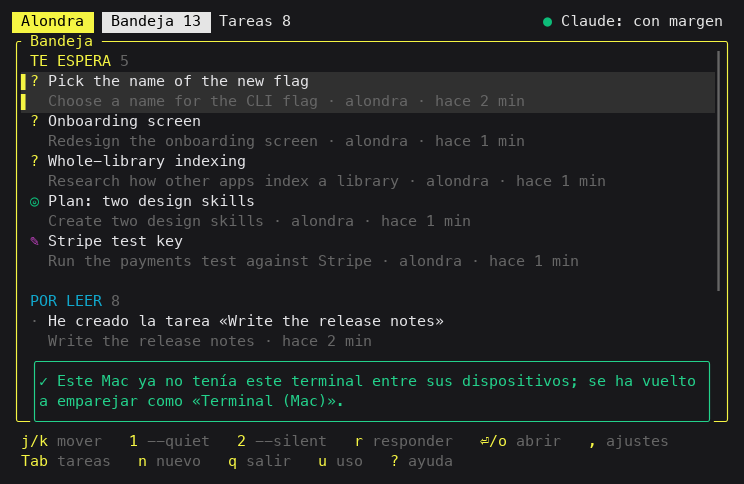 Alondra Bandeja 13 Tareas 8 ● Claude: con margen
Bandeja
TE ESPERA 5
? Pick the name of the new flag
Choose a name for the CLI flag · alondra · hace 2 min
? Onboarding screen
Redesign the onboarding screen · alondra · hace 1 min
? Whole-library indexing
Research how other apps index a library · alondra · hace 1 min
☺ Plan: two design skills
Create two design skills · alondra · hace 1 min
✎ Stripe test key
Run the payments test against Stripe · alondra · hace 1 min
POR LEER 8
· He creado la tarea «Write the release notes»
Write the release notes · hace 2 min
✓ Este Mac ya no tenía este terminal entre sus dispositivos; se ha vuelto
a emparejar como «Terminal (Mac)».
j/k mover 1 --quiet 2 --silent r responder ⏎/o abrir , ajustes
Tab tareas n nuevo q salir u uso ? ayuda